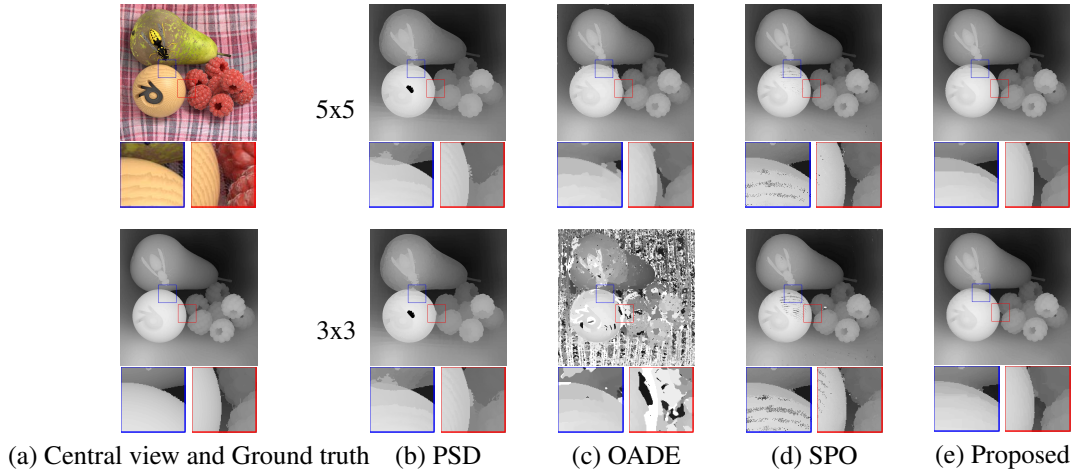 5x5
3x3
(a) Central view and Ground truth (b) PSD (c) OADE (d) SPO (e) Proposed